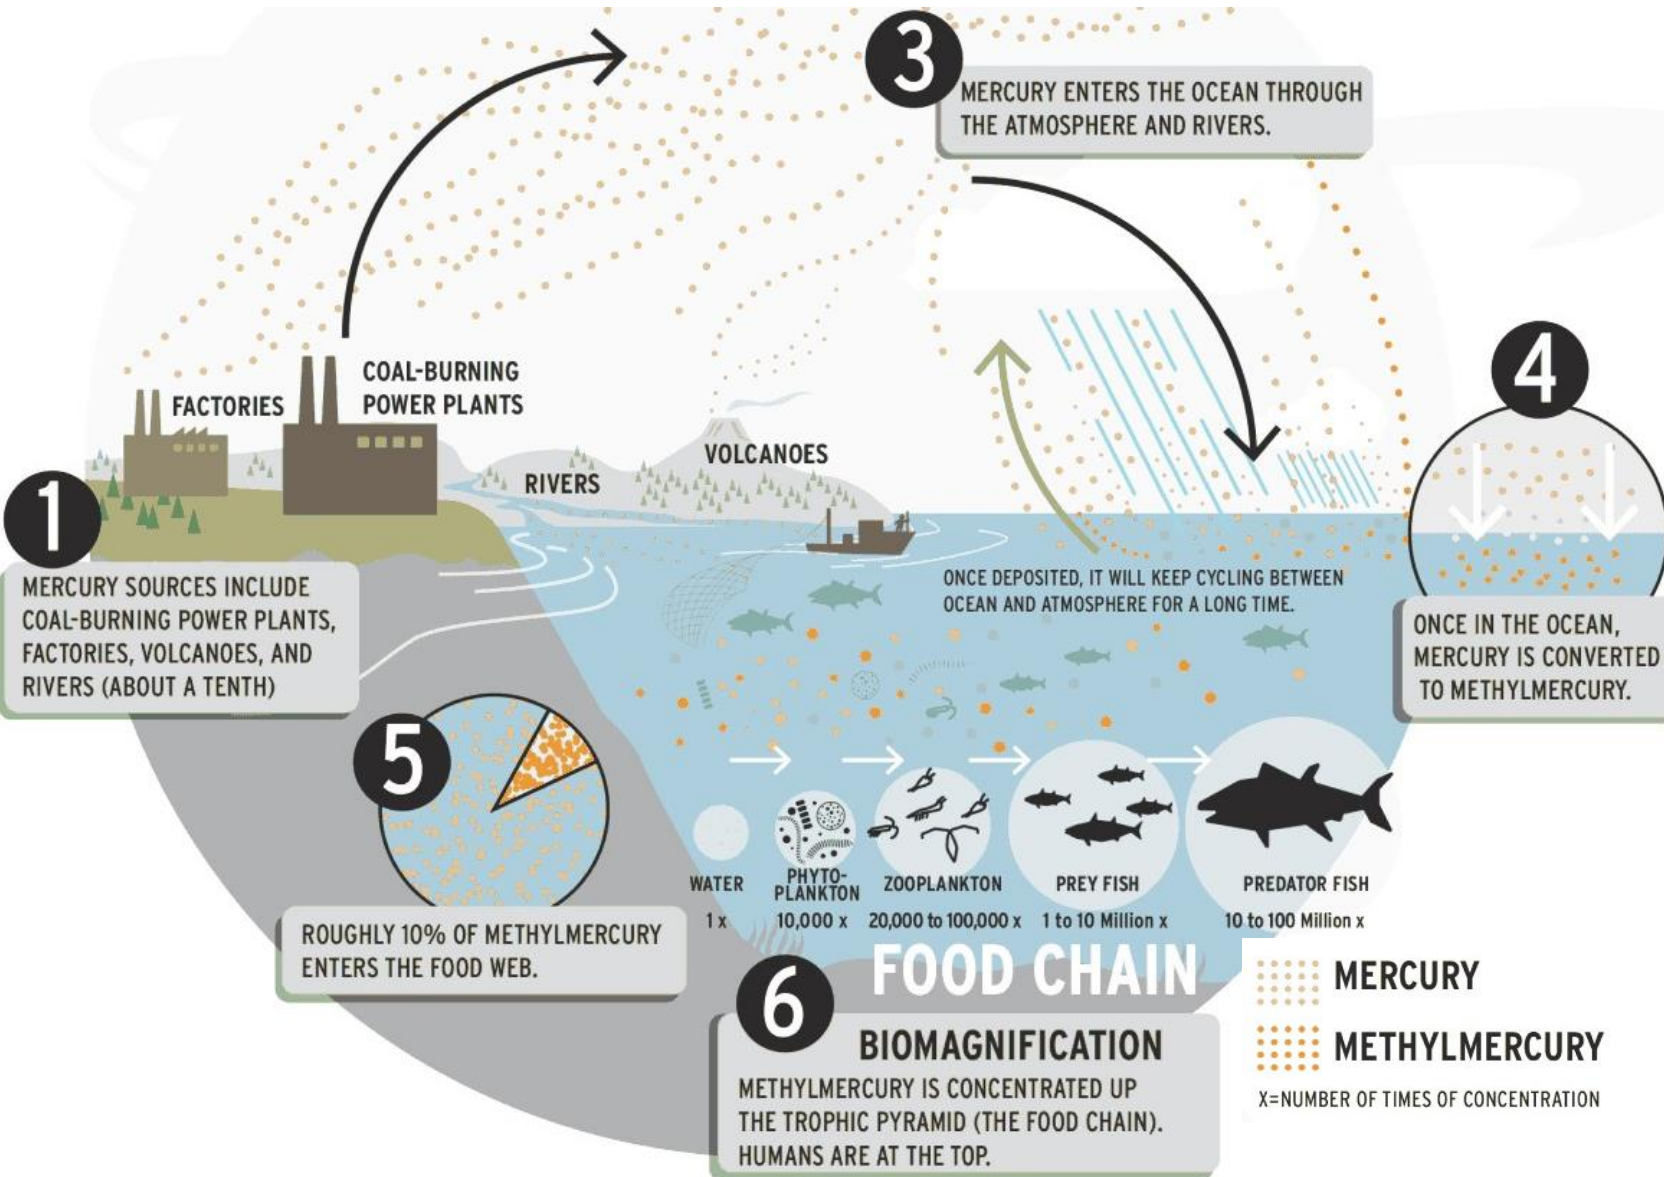 3
MERCURY ENTERS THE OCEAN THROUGH
THE ATMOSPHERE AND RIVERS.
FACTORIES
COAL-BURNING
POWER PLANTS
RIVERS
VOLCANOES
1
MERCURY SOURCES INCLUDE
COAL-BURNING POWER PLANTS,
FACTORIES, VOLCANOES, AND
RIVERS (ABOUT A TENTH)
ONCE DEPOSITED, IT WILL KEEP CYCLING BETWEEN
OCEAN AND ATMOSPHERE FOR A LONG TIME.
4
ONCE IN THE OCEAN,
MERCURY IS CONVERTED
TO METHYLMERCURY.
5
ROUGHLY 10% OF METHYLMERCURY
ENTERS THE FOOD WEB.
WATER
1 x
PHYTO-
PLANKTON
10,000 x
ZOOPLANKTON
20,000 to 100,000 x
PREY FISH
1 to 10 Million x
PREDATOR FISH
10 to 100 Million x
FOOD CHAIN
6
BIOMAGNIFICATION
METHYLMERCURY IS CONCENTRATED UP
THE TROPHIC PYRAMID (THE FOOD CHAIN).
HUMANS ARE AT THE TOP.
MERCURY
METHYLMERCURY
X=NUMBER OF TIMES OF CONCENTRATION